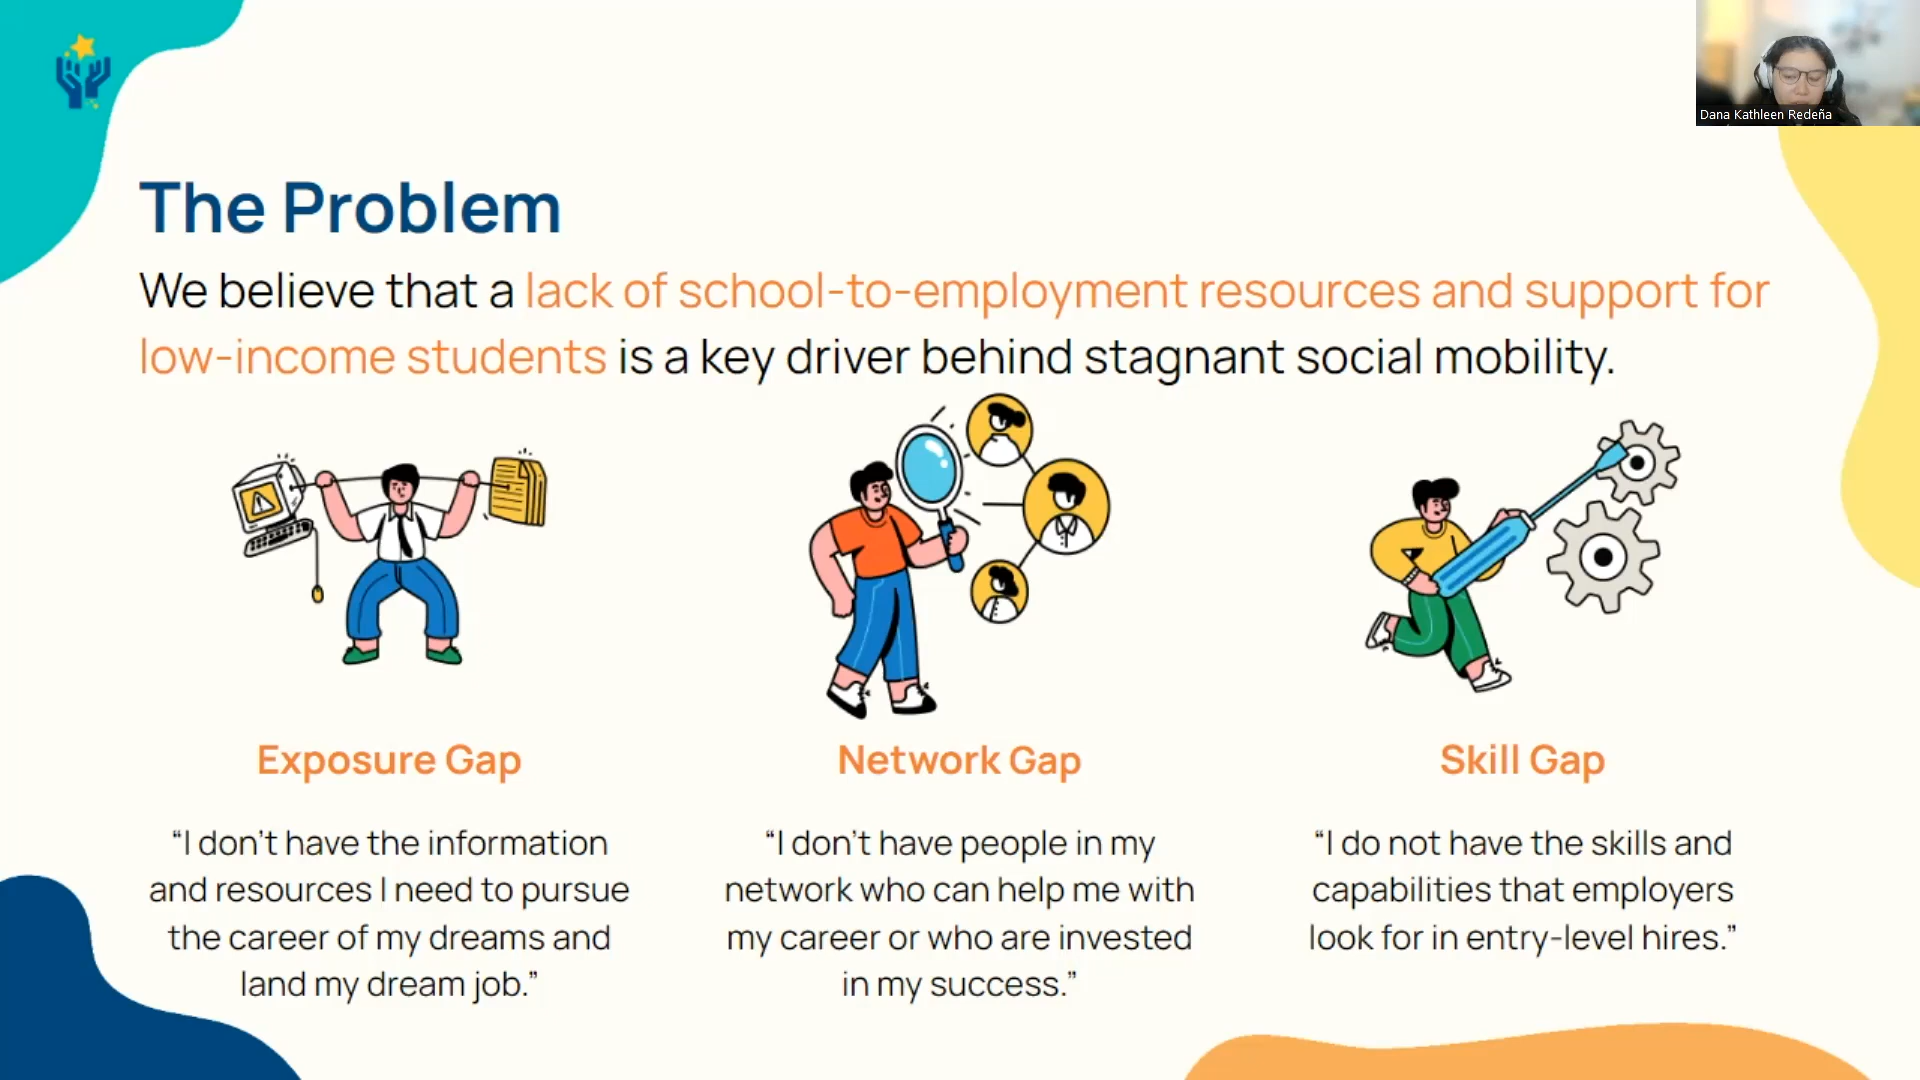 Dana Kathleen Redeña
The Problem
We believe that a lack of school-to-employment resources and support for
low-income students is a key driver behind stagnant social mobility.
Exposure Gap
“I don’t have the information
and resources I need to pursue
the career of my dreams and
land my dream job.”
Network Gap
“I don’t have people in my
network who can help me with
my career or who are invested
in my success.”
Skill Gap
“I do not have the skills and
capabilities that employers
look for in entry-level hires.”